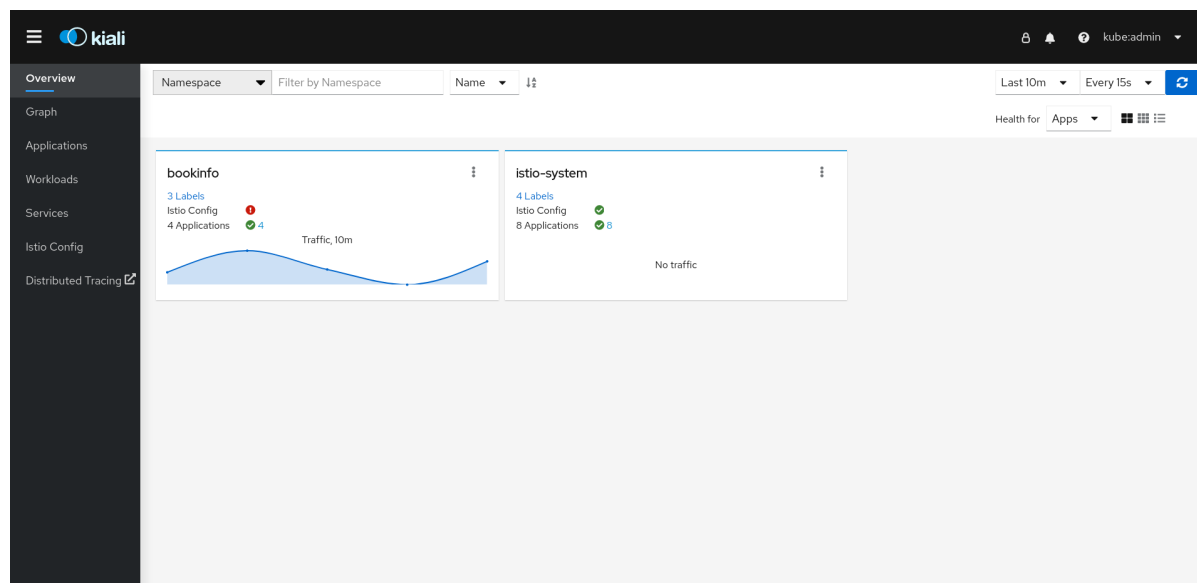 kiali
kube:admin
Overview
Graph
Applications
Workloads
Services
Istio Config
Distributed Tracing
Namespace Filter by Namespace Name Last 10m Every 15s
Health for Apps
bookinfo
3 Labels
Istio Config
4 Applications 4
Traffic, 10m
istio-system
4 Labels
Istio Config
8 Applications 8
No traffic